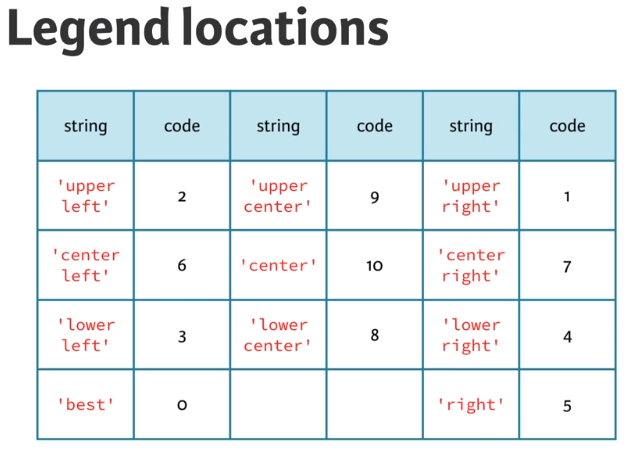 Legend locations
string code string code string code
'upper left' 2 'upper center' 9 'upper right' 1
'center left' 6 'center' 10 'center right' 7
'lower left' 3 'lower center' 8 'lower right' 4
'best' 0 'right' 5